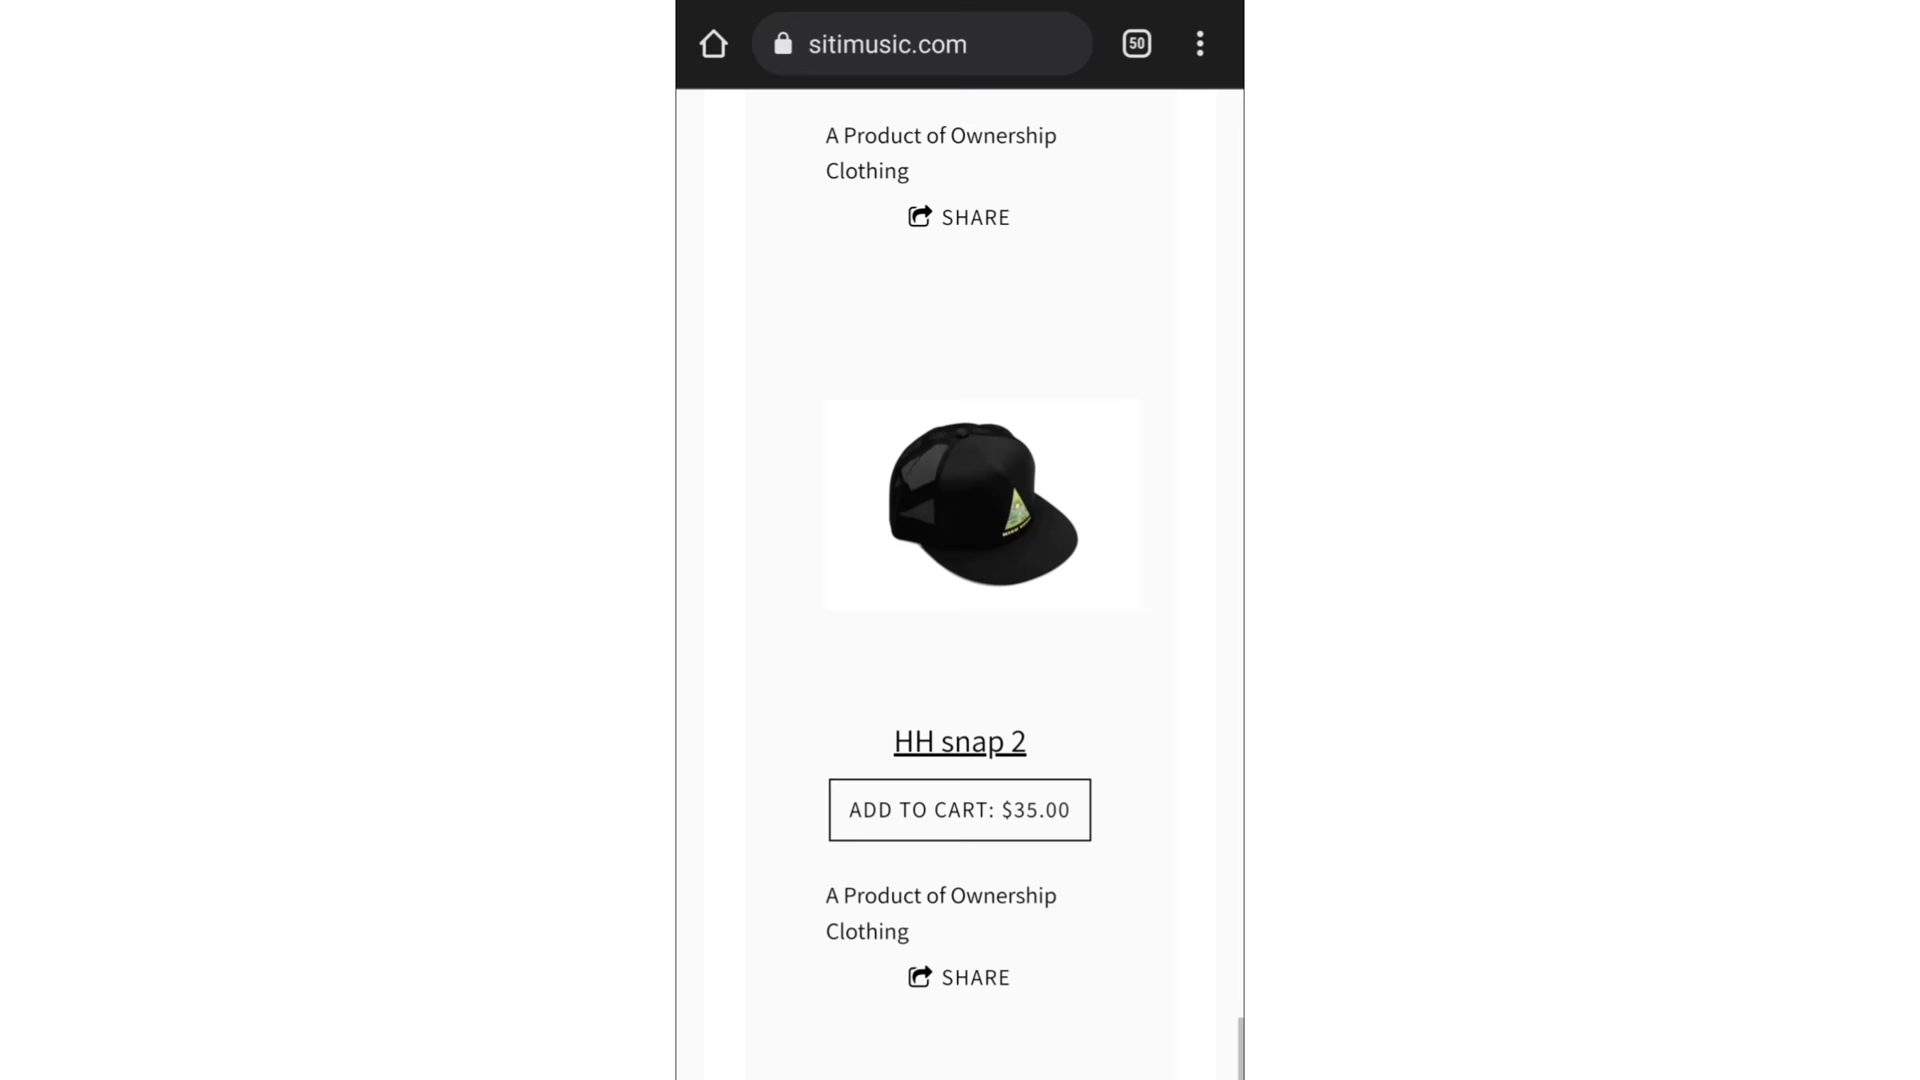 sitimusic.com
50
A Product of Ownership
Clothing
SHARE
HH snap 2
ADD TO CART: $35.00
A Product of Ownership
Clothing
SHARE